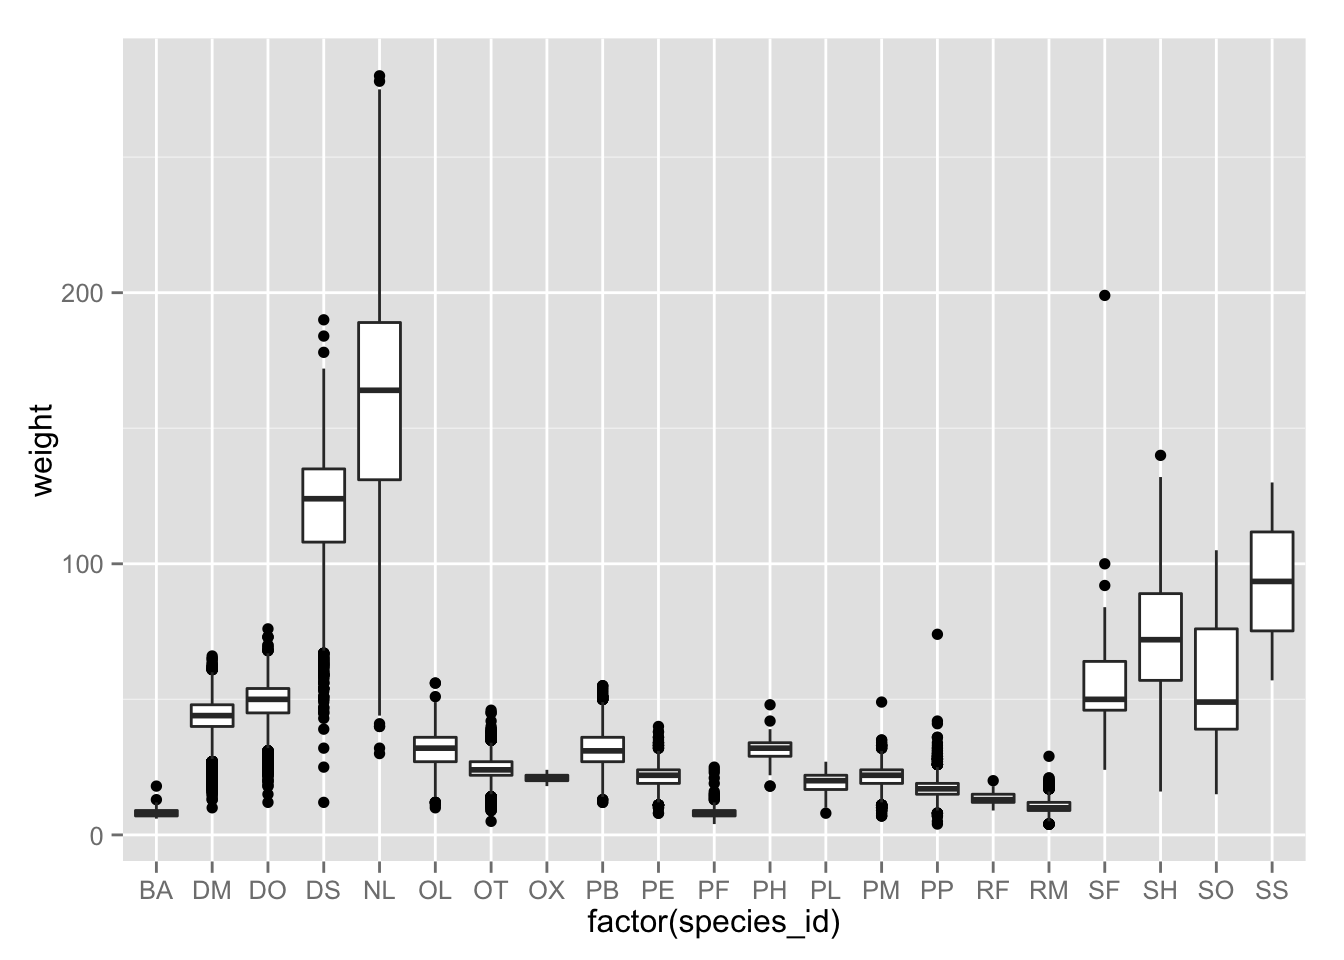 weight
200
100
0
BA DM DO DS NL OL OT OX PB PE PF PH PL PM PP RF RM SF SH SO SS
factor(species_id)